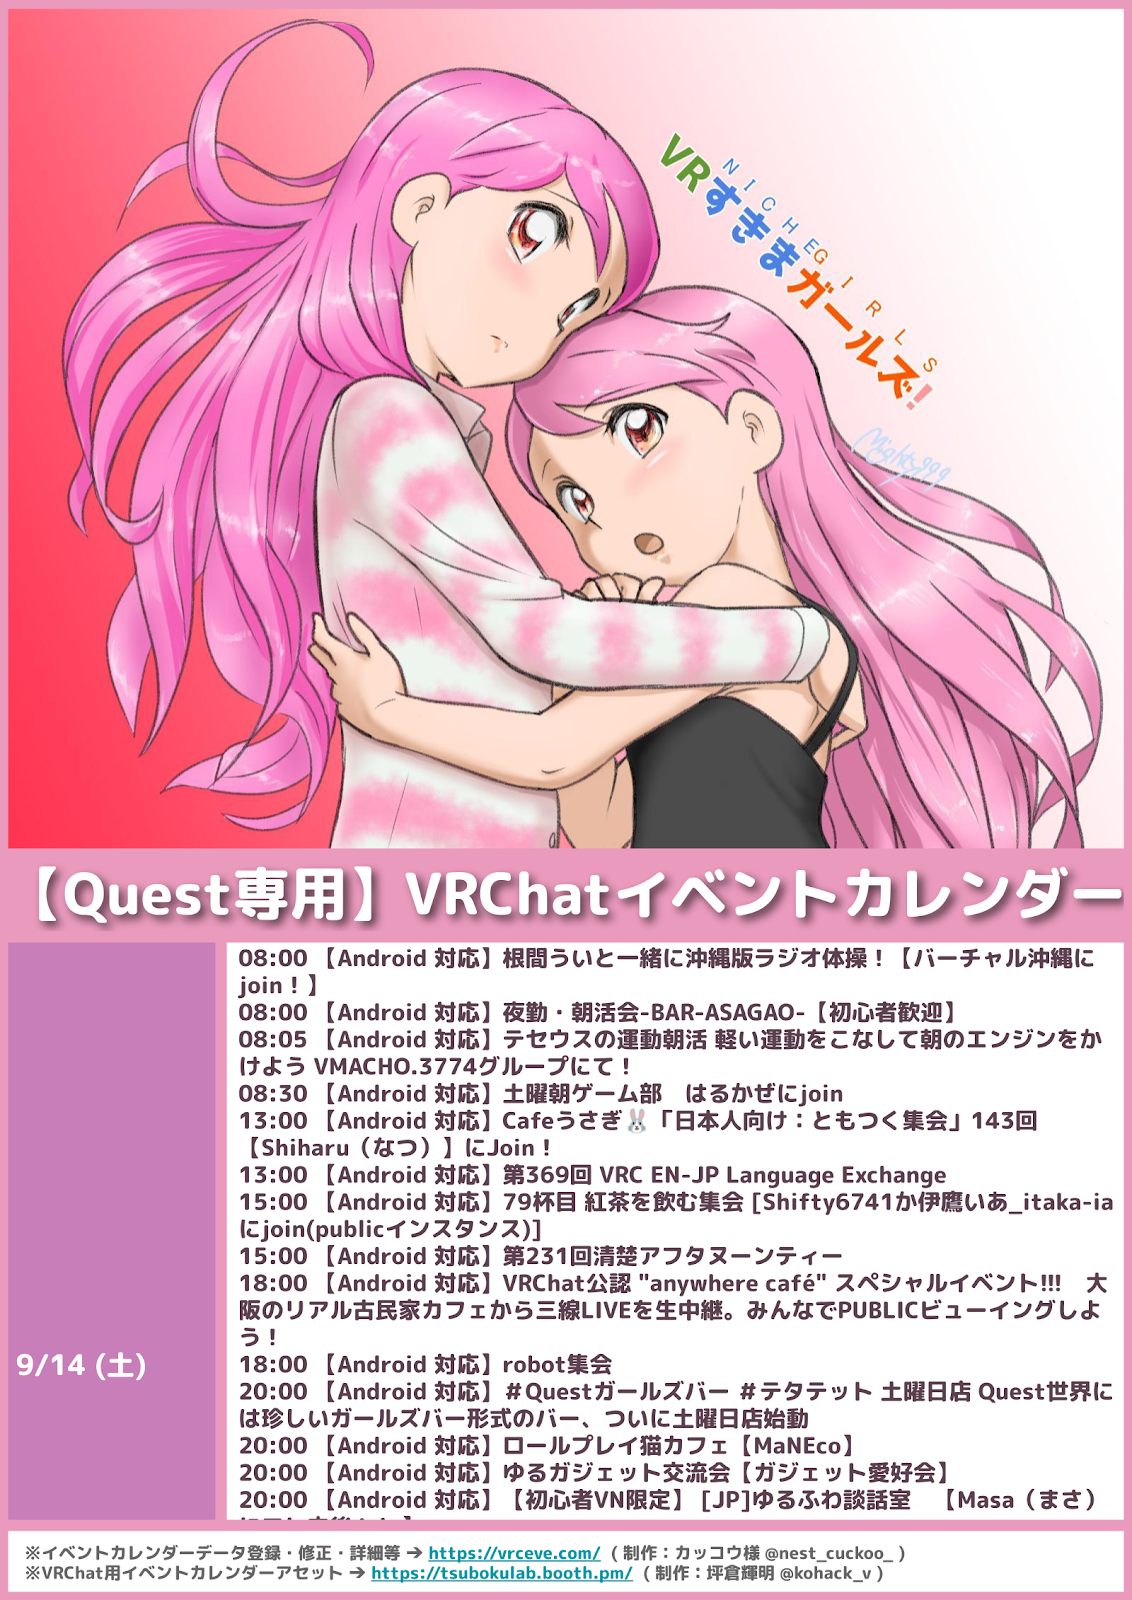 NICHEGIRLS
VRすきまガールズ!
Mighty999
【Quest専用】VRChatイベントカレンダー
9/14 (土)
08:00 【Android 対応】根間ういと一緒に沖縄版ラジオ体操！【バーチャル沖縄に
join！】
08:00 【Android 対応】夜勤・朝活会-BAR-ASAGAO-【初心者歓迎】
08:05 【Android 対応】テセウスの運動朝活 軽い運動をこなして朝のエンジンをか
けよう VMACHO.3774グループにて！
08:30 【Android 対応】土曜朝ゲーム部　はるかぜにjoin
13:00 【Android 対応】Cafeうさぎ🐰「日本人向け：ともつく集会」143回
【Shiharu（なつ）】にJoin！
13:00 【Android 対応】第369回 VRC EN-JP Language Exchange
15:00 【Android 対応】79杯目 紅茶を飲む集会 [Shifty6741か伊鷹いあ_itaka-ia
にjoin(publicインスタンス)]
15:00 【Android 対応】第231回清楚アフタヌーンティー
18:00 【Android 対応】VRChat公認 "anywhere café" スペシャルイベント!!!　大
阪のリアル古民家カフェから三線LIVEを生中継。みんなでPUBLICビューイングしよ
う！
18:00 【Android 対応】robot集会
20:00 【Android 対応】＃Questガールズバー ＃テタテット 土曜日店 Quest世界に
は珍しいガールズバー形式のバー、ついに土曜日店始動
20:00 【Android 対応】ロールプレイ猫カフェ【MaNEco】
20:00 【Android 対応】ゆるガジェット交流会【ガジェット愛好会】
20:00 【Android 対応】【初心者VN限定】 [JP]ゆるふわ談話室　【Masa（まさ）
※イベントカレンダーデータ登録・修正・詳細等 → https://vrceve.com/ ( 制作：カッコウ様 @nest_cuckoo_ )
※VRChat用イベントカレンダーアセット → https://tsubokulab.booth.pm/ ( 制作：坪倉輝明 @kohack_v )